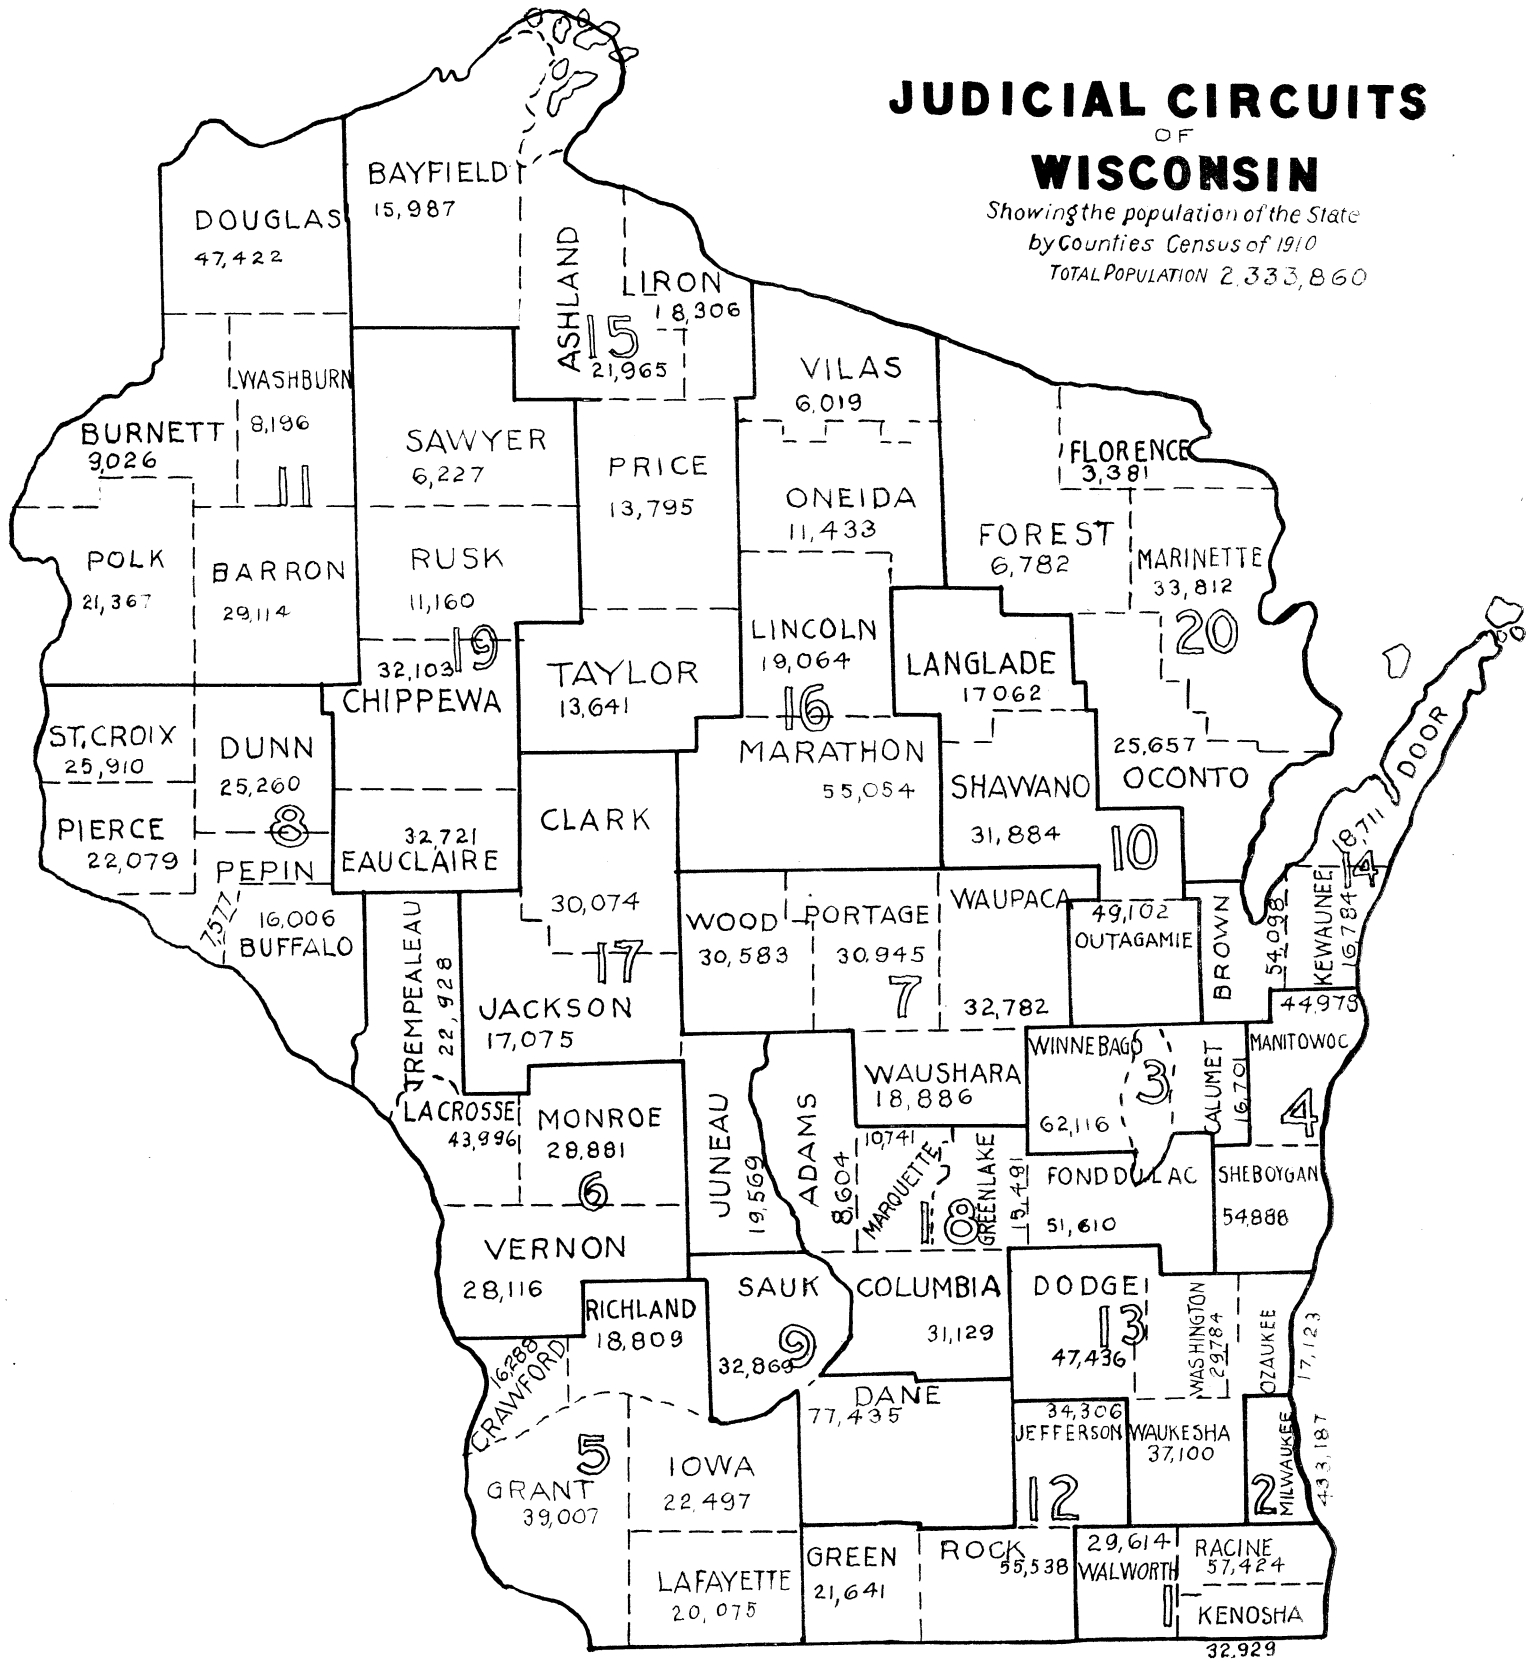 JUDICIAL CIRCUITS
OF
WISCONSIN
Showing the population of the State
by Counties Census of 1910
TOTAL POPULATION 2,333,860
BAYFIELD
15,987
DOUGLAS
47,422
ASHLAND
21,965
15
IRON
18,306
VILAS
6,019
WASHBURN
8,196
BURNETT
9,026
11
SAWYER
6,227
PRICE
13,795
ONEIDA
11,433
FLORENCE
3,381
FOREST
6,782
MARINETTE
33,812
20
POLK
21,367
BARRON
29,114
RUSK
11,160
19
32,103
CHIPPEWA
TAYLOR
13,641
LINCOLN
19,064
16
LANGLADE
17062
MARATHON
55,054
SHAWANO
31,884
25,657
OCONTO
DOOR
18,711
ST. CROIX
25,910
DUNN
25,260
8
PIERCE
22,079
PEPIN
7,577
32,721
EAU CLAIRE
CLARK
30,074
10
14
16,006
BUFFALO
TREMPEALEAU
22,928
17
JACKSON
17,075
WOOD
30,583
PORTAGE
30,945
7
WAUPACA
32,782
49,102
OUTAGAMIE
BROWN
54,098
KEWAUNEE
16,784
44,978
MANITOWOC
4
WINNEBAGO
62,116
3
CALUMET
16,701
WAUSHARA
18,886
LA CROSSE
43,996
MONROE
28,881
6
JUNEAU
19,569
ADAMS
8,604
10,741
MARQUETTE
18
GREEN LAKE
15,491
FOND DU LAC
51,610
SHEBOYGAN
54,888
VERNON
28,116
RICHLAND
18,809
SAUK
32,869
9
COLUMBIA
31,129
DODGE
47,436
13
WASHINGTON
29,784
OZAUKEE
17,123
16,288
CRAWFORD
DANE
77,435
34,306
JEFFERSON
12
WAUKESHA
37,100
2
MILWAUKEE
433,187
5
GRANT
39,007
IOWA
22,497
LAFAYETTE
20,075
GREEN
21,641
ROCK
55,538
29,614
WALWORTH
1
RACINE
57,424
KENOSHA
32,929